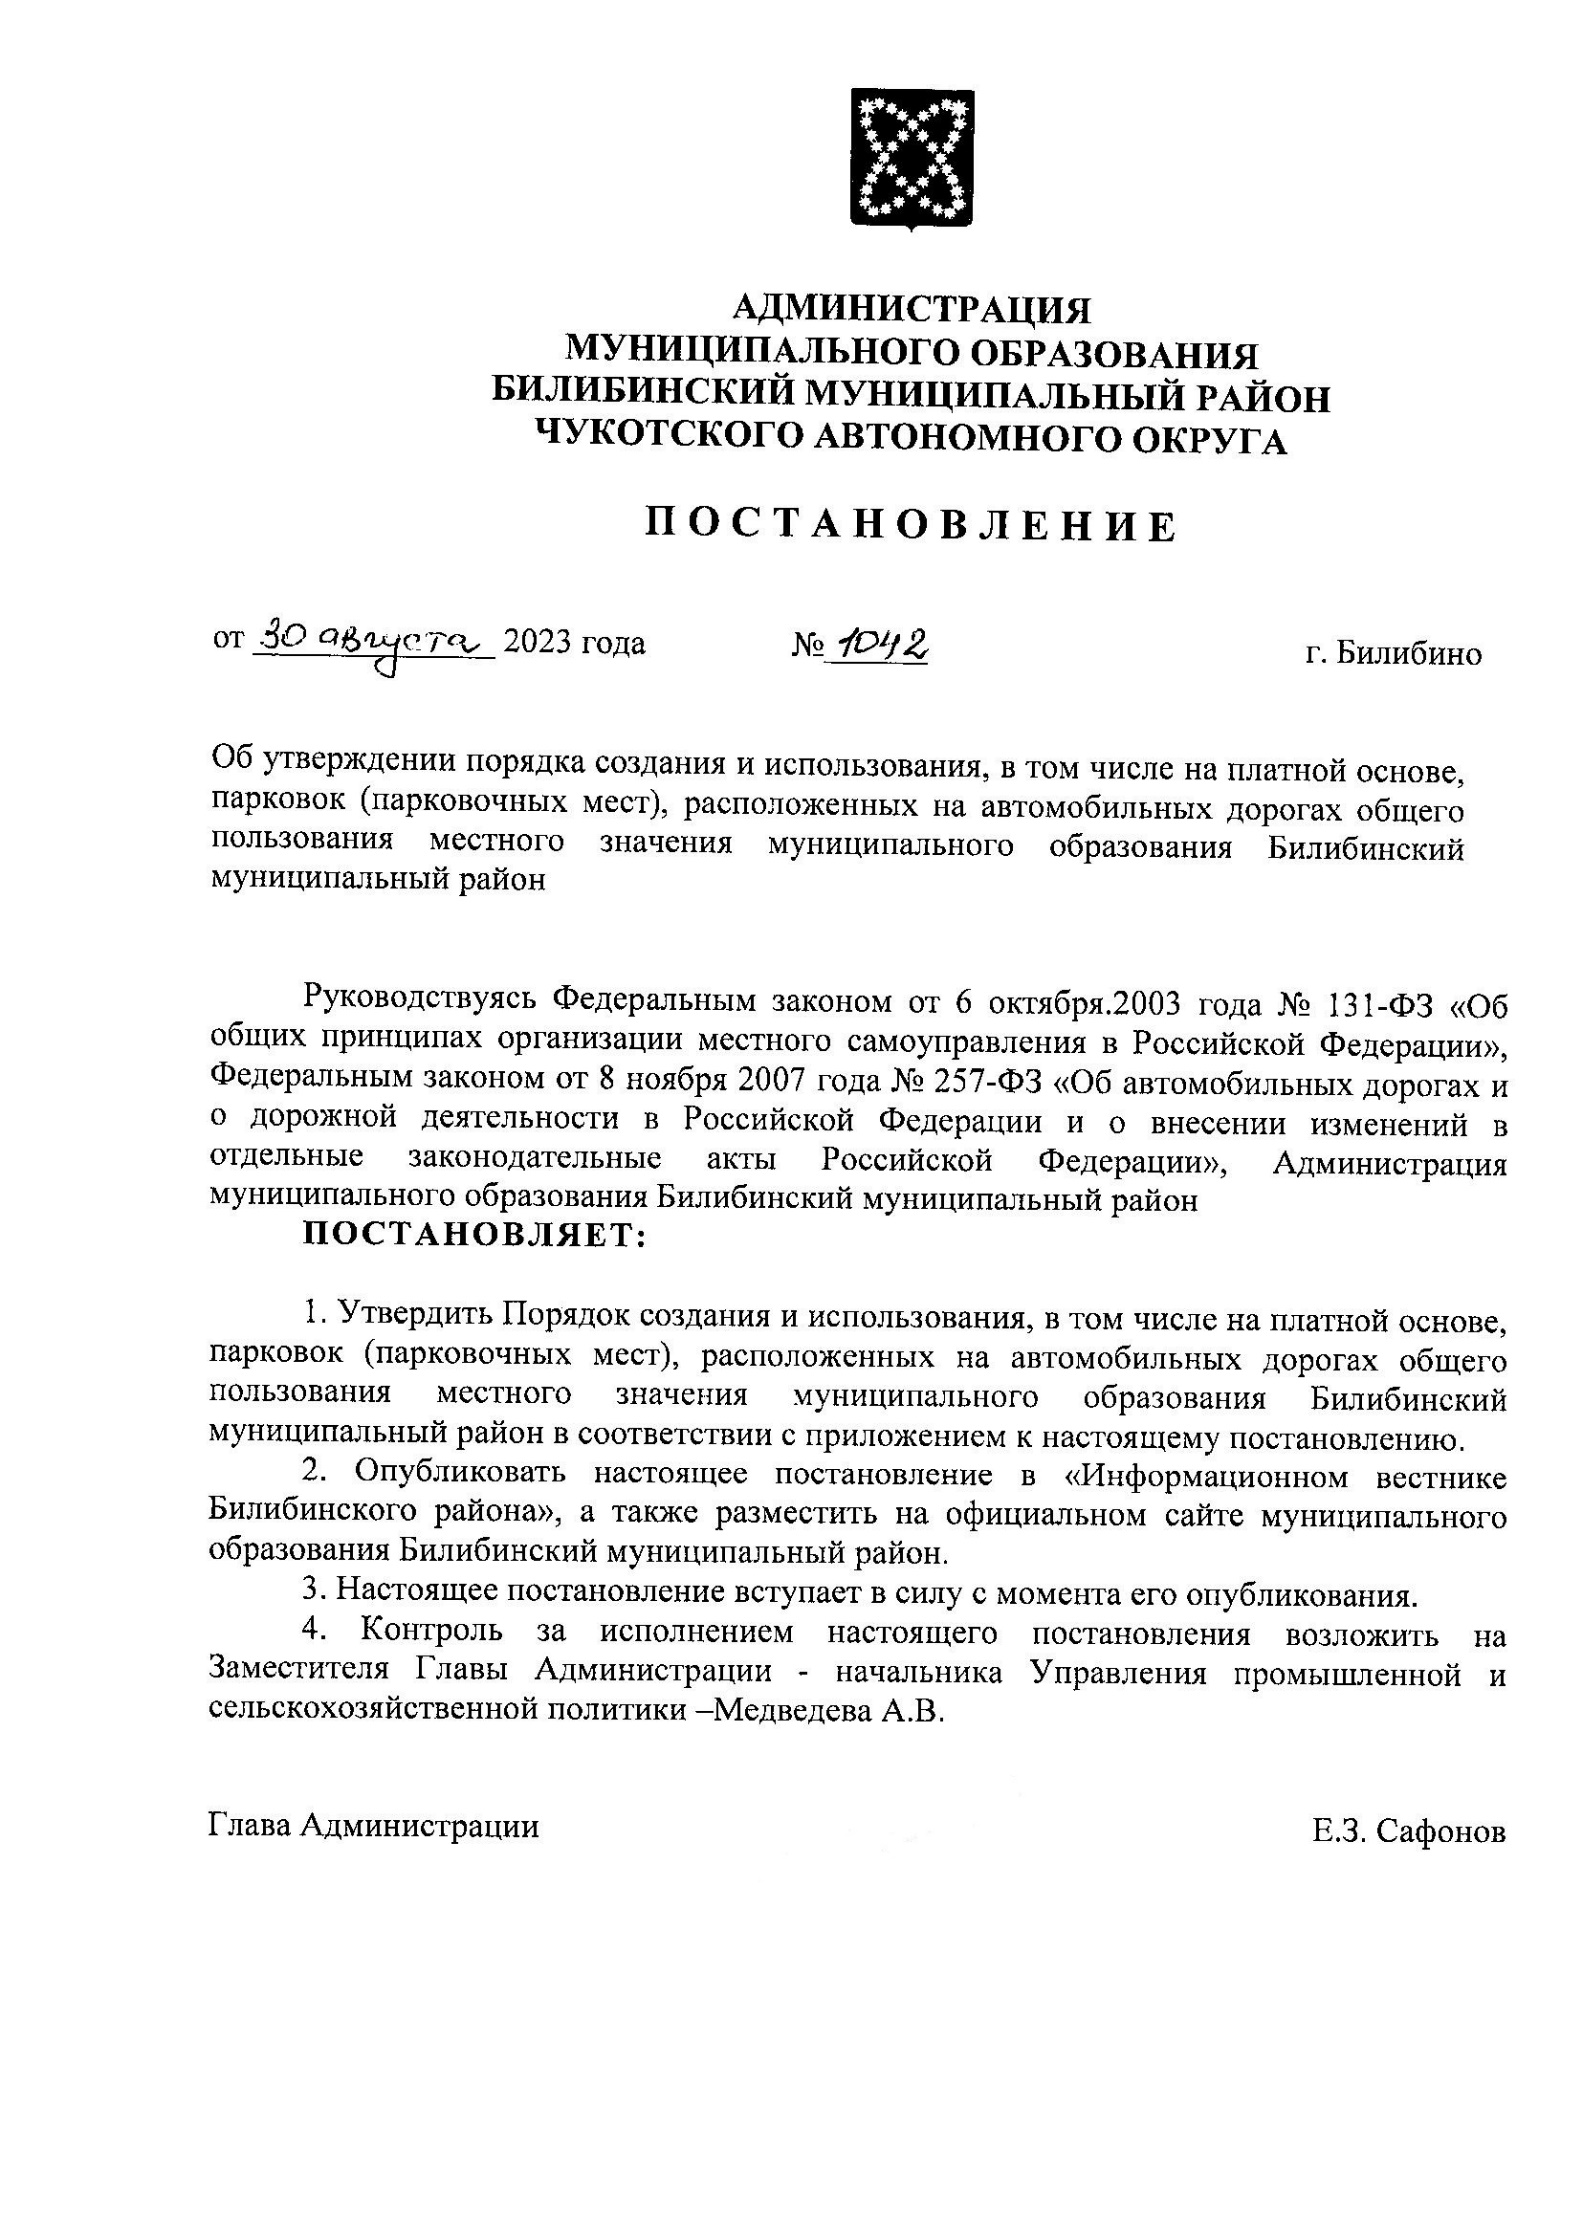 АДМИНИСТРАЦИЯ
МУНИЦИПАЛЬНОГО ОБРАЗОВАНИЯ
БИЛИБИНСКИЙ МУНИЦИПАЛЬНЫЙ РАЙОН
ЧУКОТСКОГО АВТОНОМНОГО ОКРУГА
П О С Т А Н О В Л Е Н И Е
от 30 августа 2023 года № 1042 г. Билибино
Об утверждении порядка создания и использования, в том числе на платной основе,
парковок (парковочных мест), расположенных на автомобильных дорогах общего
пользования местного значения муниципального образования Билибинский
муниципальный район
Руководствуясь Федеральным законом от 6 октября.2003 года № 131-ФЗ «Об
общих принципах организации местного самоуправления в Российской Федерации»,
Федеральным законом от 8 ноября 2007 года № 257-ФЗ «Об автомобильных дорогах и
о дорожной деятельности в Российской Федерации и о внесении изменений в
отдельные законодательные акты Российской Федерации», Администрация
муниципального образования Билибинский муниципальный район
ПОСТАНОВЛЯЕТ:
1. Утвердить Порядок создания и использования, в том числе на платной основе,
парковок (парковочных мест), расположенных на автомобильных дорогах общего
пользования местного значения муниципального образования Билибинский
муниципальный район в соответствии с приложением к настоящему постановлению.
2. Опубликовать настоящее постановление в «Информационном вестнике
Билибинского района», а также разместить на официальном сайте муниципального
образования Билибинский муниципальный район.
3. Настоящее постановление вступает в силу с момента его опубликования.
4. Контроль за исполнением настоящего постановления возложить на
Заместителя Главы Администрации - начальника Управления промышленной и
сельскохозяйственной политики –Медведева А.В.
Глава Администрации Е.З. Сафонов